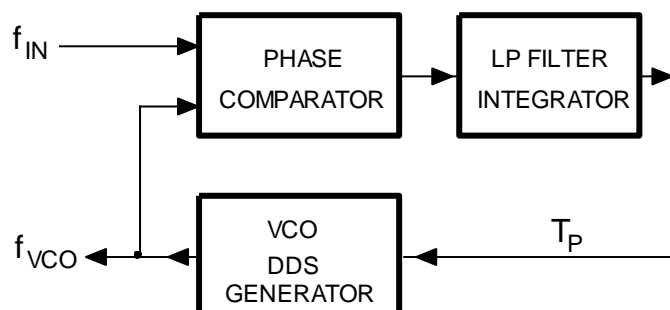 f_IN
PHASE
COMPARATOR
LP FILTER
INTEGRATOR
f_VCO
VCO
DDS
GENERATOR
T_P